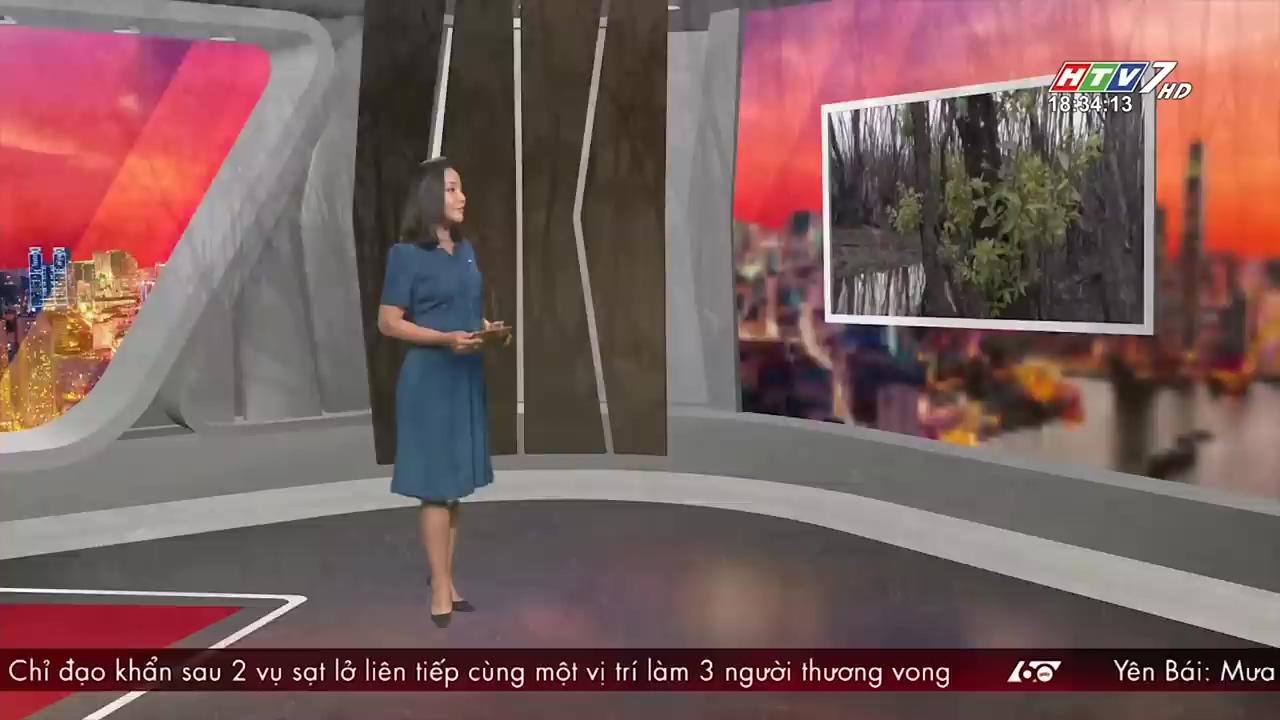 HTV7 HD
18:34:13
Chỉ đạo khẩn sau 2 vụ sạt lở liên tiếp cùng một vị trí làm 3 người thương vong 60 Yên Bái: Mưa